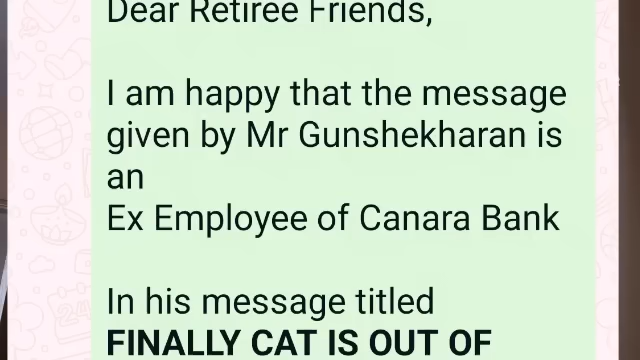 Dear Retiree Friends,
I am happy that the message
given by Mr Gunshekharan is
an
Ex Employee of Canara Bank
In his message titled
FINALLY CAT IS OUT OF